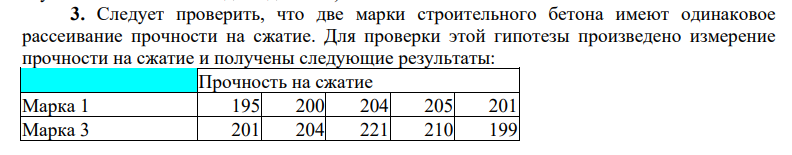 3. Следует проверить, что две марки строительного бетона имеют одинаковое
рассеивание прочности на сжатие. Для проверки этой гипотезы произведено измерение
прочности на сжатие и получены следующие результаты:
Прочность на сжатие
Марка 1 195 200 204 205 201
Марка 3 201 204 221 210 199